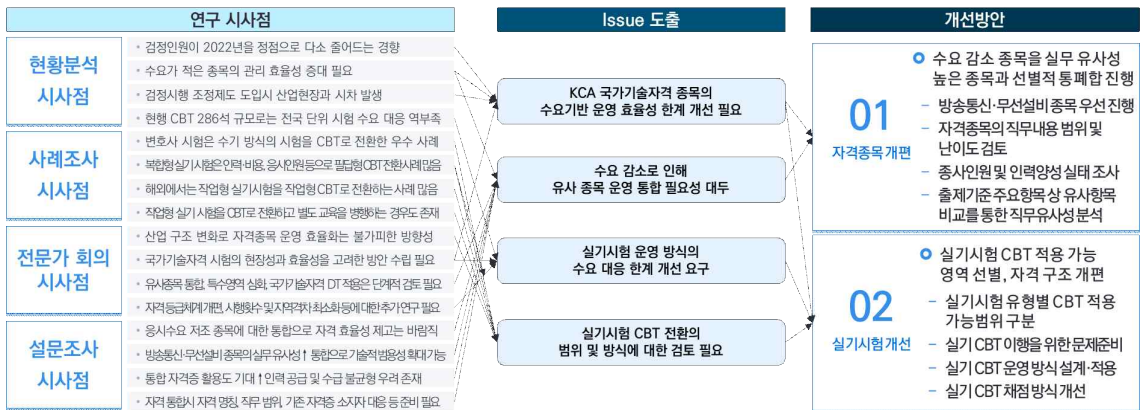 연구 시사점
현황분석
시사점
• 검정인원이 2022년을 정점으로 다소 줄어드는 경향
• 수요가 적은 종목의 관리 효율성 증대 필요
• 검정시행 조정제도 도입시 산업현장과 시차 발생
• 현행 CBT 286석 규모로는 전국 단위 시험 수요 대응 역부족
사례조사
시사점
• 변호사 시험은 수기 방식의 시험을 CBT로 전환한 우수 사례
• 복합형 실기시험은 인력·비용, 응시인원 등으로 필답형 CBT 전환사례 많음
• 해외에서는 작업형 실기시험을 작업형 CBT로 전환하는 사례 많음
• 작업형 실기 시험을 CBT로 전환하고 별도 교육을 병행하는 경우도 존재
전문가 회의
시사점
• 산업 구조 변화로 자격종목 운영 효율화는 불가피한 방향성
• 국가기술자격 시험의 현장성과 효율성을 고려한 방안 수립 필요
• 유사종목 통합, 특수영역 심화, 국가기술자격 DT 적용은 단계적 검토 필요
• 자격 등급체계 개편, 시행횟수 및 지역격차 최소화 등에 대한 추가 연구 필요
설문조사
시사점
• 응시수요 저조 종목에 대한 통합으로 자격 효율성 제고는 바람직
• 방송통신·무선설비 종목의 실무 유사성↑ 통합으로 기술적 범용성 확대 가능
• 통합 자격증 활용도 기대↑ 인력 공급 및 수급 불균형 우려 존재
• 자격 통합시 자격 명칭, 직무 범위, 기존 자격증 소지자 대응 등 준비 필요
Issue 도출
KCA 국가기술자격 종목의
수요기반 운영 효율성 한계 개선 필요
수요 감소로 인해
유사 종목 운영 통합 필요성 대두
실기시험 운영 방식의
수요 대응 한계 개선 요구
실기시험 CBT 전환의
범위 및 방식에 대한 검토 필요
개선방안
01
자격종목 개편
수요 감소 종목을 실무 유사성
높은 종목과 선별적 통폐합 진행
– 방송통신·무선설비 종목 우선 진행
– 자격종목의 직무내용 범위 및
난이도 검토
– 종사인원 및 인력양성 실태 조사
– 출제기준 주요항목 상 유사항목
비교를 통한 직무유사성 분석
02
실기시험 개선
실기시험 CBT 적용 가능
영역 선별, 자격 구조 개편
– 실기시험 유형별 CBT 적용
가능범위 구분
– 실기 CBT 이행을 위한 문제준비
– 실기 CBT 운영 방식 설계·적용
– 실기 CBT 채점 방식 개선